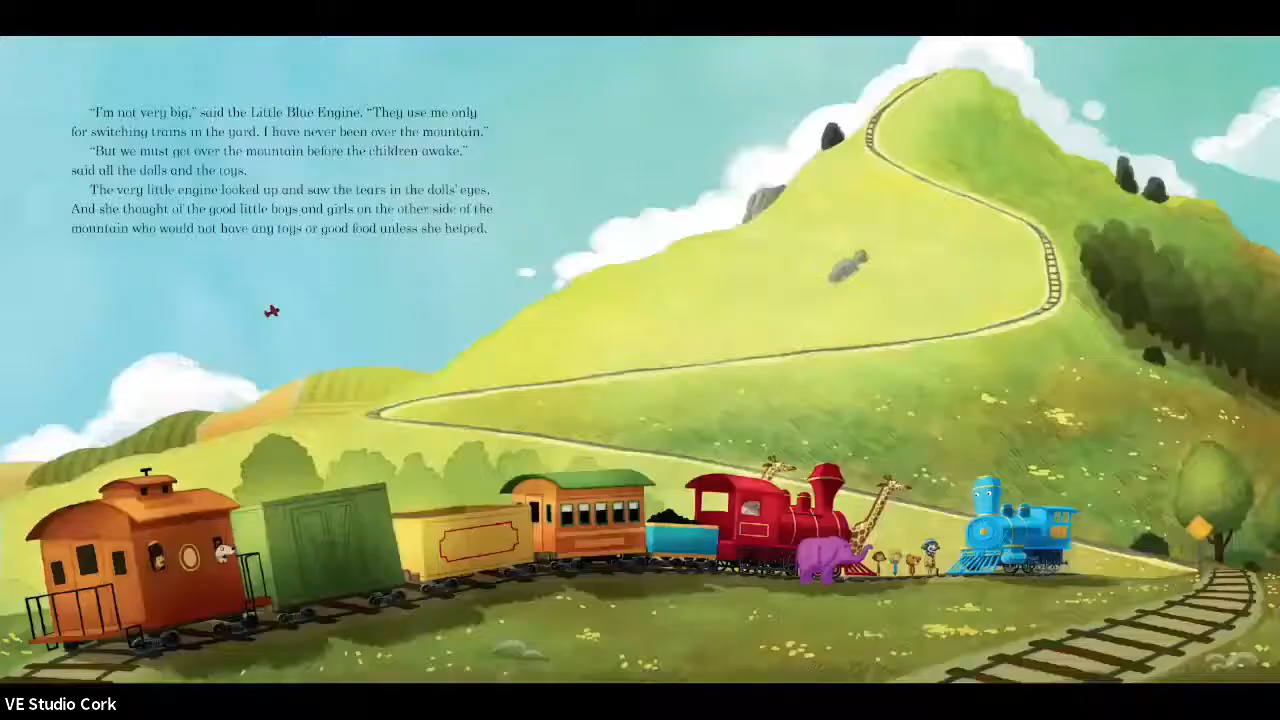 “I'm not very big,” said the Little Blue Engine. “They use me only
for switching trains in the yard. I have never been over the mountain.”
“But we must get over the mountain before the children awake,”
said all the dolls and the toys.
The very little engine looked up and saw the tears in the dolls' eyes.
And she thought of the good little boys and girls on the other side of the
mountain who would not have any toys or good food unless she helped.
VE Studio Cork